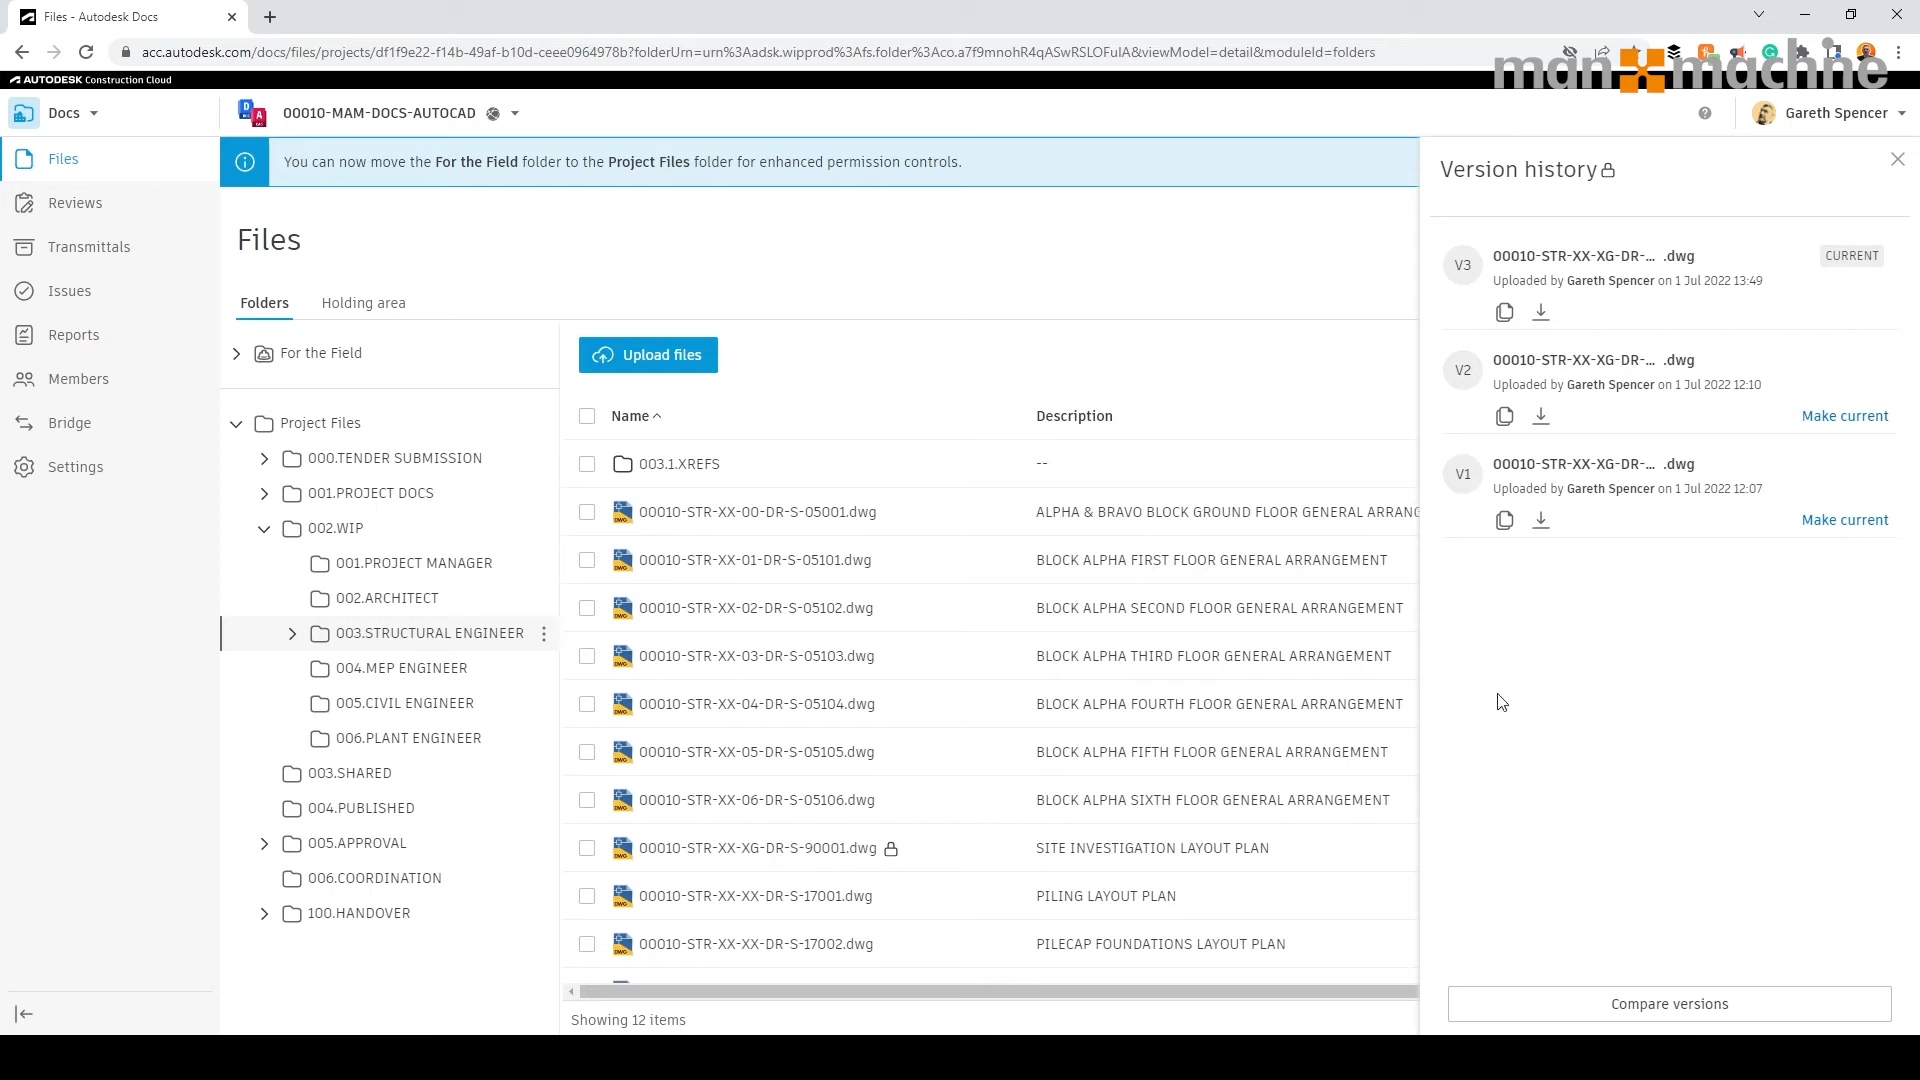 Files - Autodesk Docs
acc.autodesk.com/docs/files/projects/df1f9e22-f14b-49af-b10d-ceee0964978b?folderUrn=urn%3Aadsk.wipprod%3Afs.folder%3Aco.a7f9mnohR4qASwRSLOFuIA&viewModel=detail&moduleId=folders
AUTODESK Construction Cloud
man machne
Docs
00010-MAM-DOCS-AUTOCAD
Gareth Spencer
Files
Reviews
Transmittals
Issues
Reports
Members
Bridge
Settings
You can now move the For the Field folder to the Project Files folder for enhanced permission controls.
Files
Folders
Holding area
For the Field
Project Files
000.TENDER SUBMISSION
001.PROJECT DOCS
002.WIP
001.PROJECT MANAGER
002.ARCHITECT
003.STRUCTURAL ENGINEER
004.MEP ENGINEER
005.CIVIL ENGINEER
006.PLANT ENGINEER
003.SHARED
004.PUBLISHED
005.APPROVAL
006.COORDINATION
100.HANDOVER
Upload files
Name Description
003.1.XREFS --
DWG 00010-STR-XX-00-DR-S-05001.dwg ALPHA & BRAVO BLOCK GROUND FLOOR GENERAL ARRANG
DWG 00010-STR-XX-01-DR-S-05101.dwg BLOCK ALPHA FIRST FLOOR GENERAL ARRANGEMENT
DWG 00010-STR-XX-02-DR-S-05102.dwg BLOCK ALPHA SECOND FLOOR GENERAL ARRANGEMENT
DWG 00010-STR-XX-03-DR-S-05103.dwg BLOCK ALPHA THIRD FLOOR GENERAL ARRANGEMENT
DWG 00010-STR-XX-04-DR-S-05104.dwg BLOCK ALPHA FOURTH FLOOR GENERAL ARRANGEMENT
DWG 00010-STR-XX-05-DR-S-05105.dwg BLOCK ALPHA FIFTH FLOOR GENERAL ARRANGEMENT
DWG 00010-STR-XX-06-DR-S-05106.dwg BLOCK ALPHA SIXTH FLOOR GENERAL ARRANGEMENT
DWG 00010-STR-XX-XG-DR-S-90001.dwg SITE INVESTIGATION LAYOUT PLAN
DWG 00010-STR-XX-XX-DR-S-17001.dwg PILING LAYOUT PLAN
DWG 00010-STR-XX-XX-DR-S-17002.dwg PILECAP FOUNDATIONS LAYOUT PLAN
Showing 12 items
Version history
V3 00010-STR-XX-XG-DR-... .dwg CURRENT
Uploaded by Gareth Spencer on 1 Jul 2022 13:49
V2 00010-STR-XX-XG-DR-... .dwg
Uploaded by Gareth Spencer on 1 Jul 2022 12:10
Make current
V1 00010-STR-XX-XG-DR-... .dwg
Uploaded by Gareth Spencer on 1 Jul 2022 12:07
Make current
Compare versions